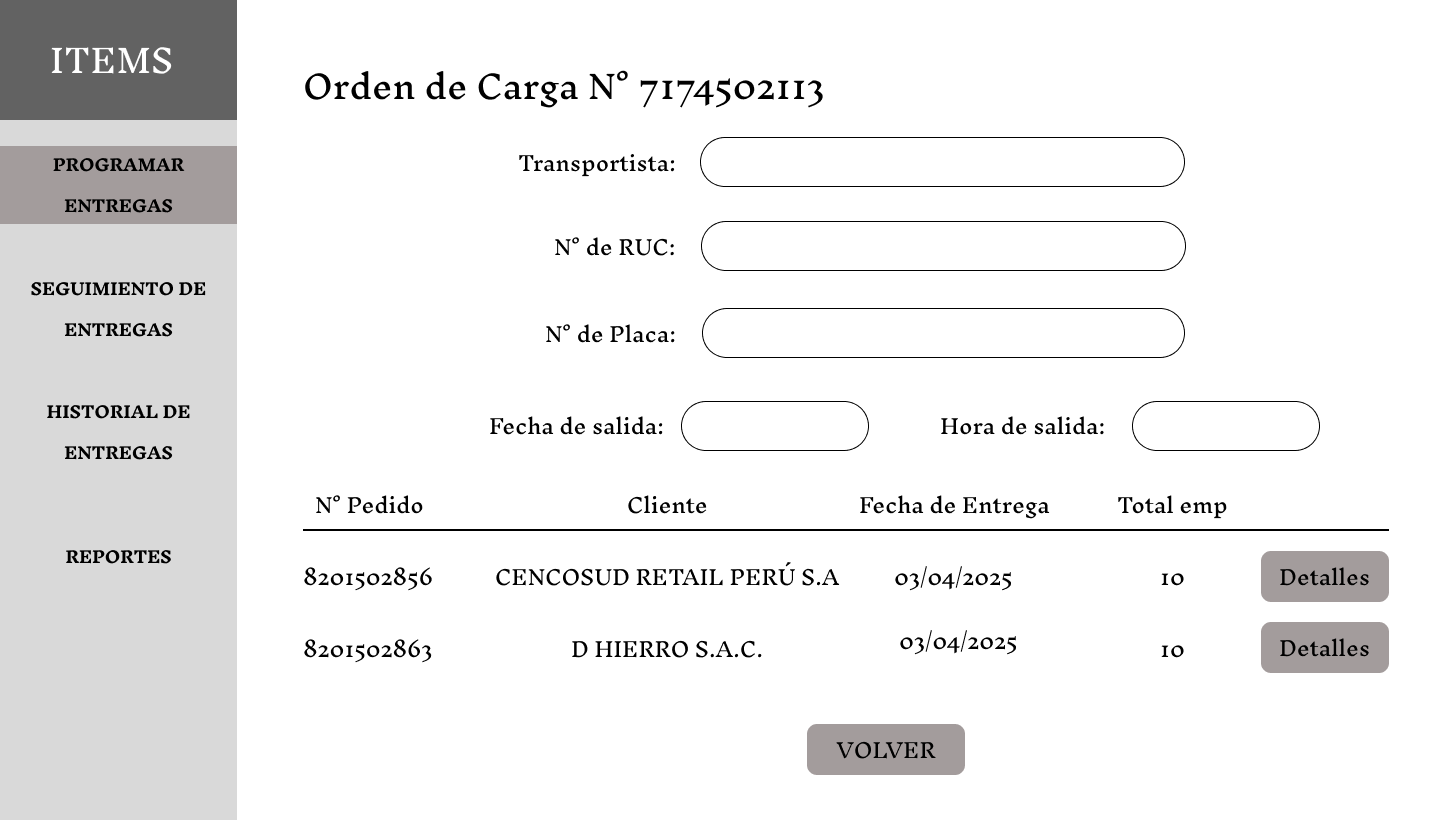 ITEMS
PROGRAMAR
ENTREGAS
SEGUIMIENTO DE
ENTREGAS
HISTORIAL DE
ENTREGAS
REPORTES
Orden de Carga N° 7174502113
Transportista:
N° de RUC:
N° de Placa:
Fecha de salida: Hora de salida:
N° Pedido Cliente Fecha de Entrega Total emp
8201502856 CENCOSUD RETAIL PERÚ S.A 03/04/2025 10 Detalles
8201502863 D HIERRO S.A.C. 03/04/2025 10 Detalles
VOLVER